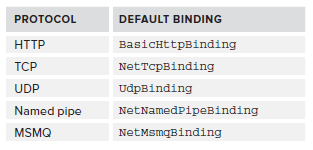 PROTOCOL DEFAULT BINDING
HTTP BasicHttpBinding
TCP NetTcpBinding
UDP UdpBinding
Named pipe NetNamedPipeBinding
MSMQ NetMsmqBinding